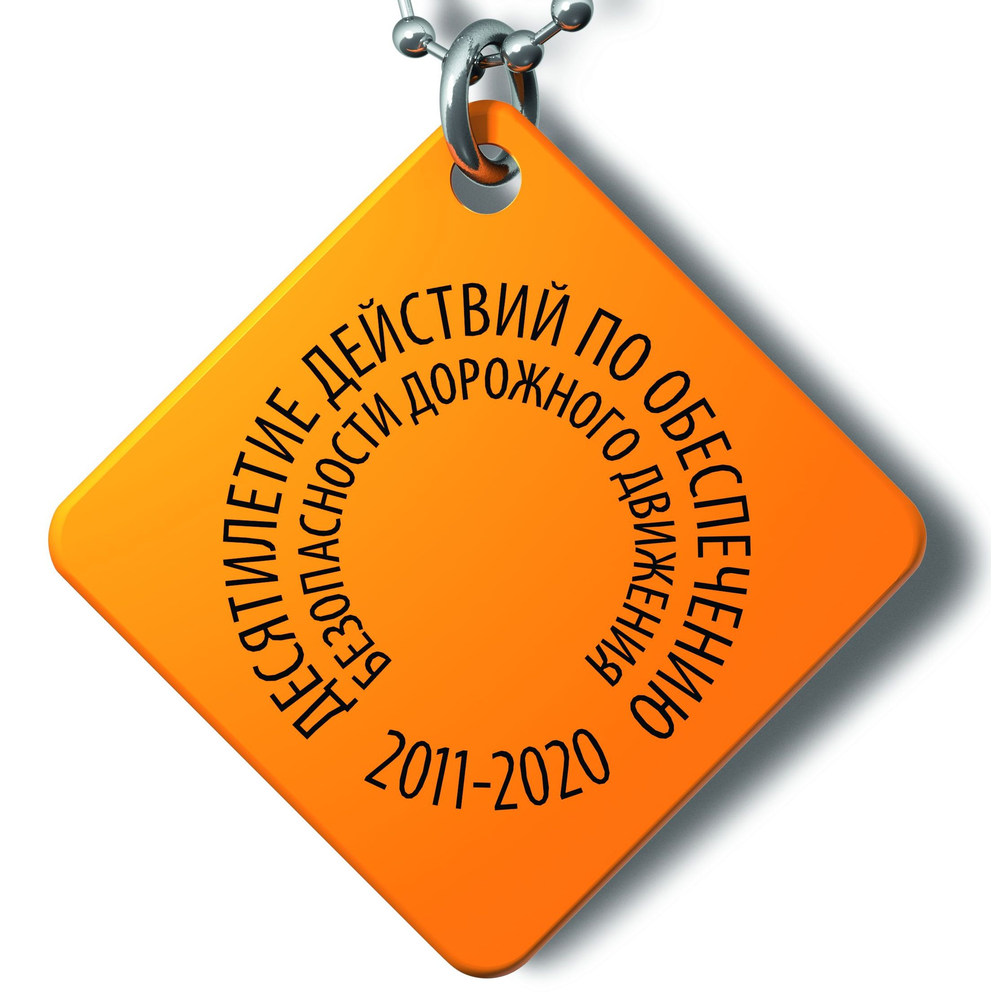 ДЕСЯТИЛЕТИЕ ДЕЙСТВИЙ ПО ОБЕСПЕЧЕНИЮ
БЕЗОПАСНОСТИ ДОРОЖНОГО ДВИЖЕНИЯ
2011-2020